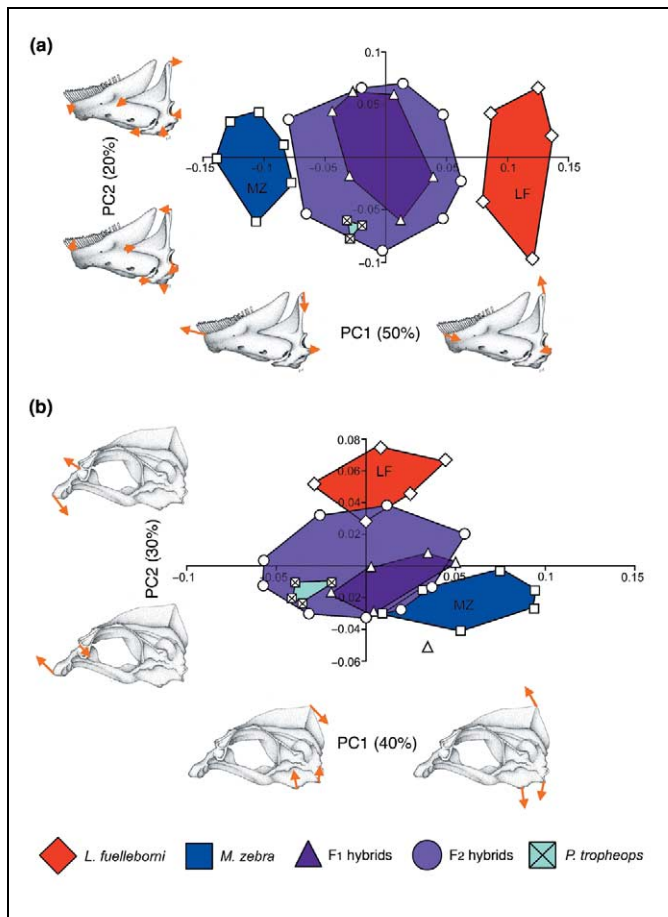 (a)
0.1
0.05
-0.15
-0.1
-0.05
0.05
0.1
0.15
MZ
LF
-0.05
-0.1
PC2 (20%)
PC1 (50%)
(b)
0.08
LF
0.06
0.04
0.02
PC2 (30%)
-0.1
-0.05
0.05
0.1
0.15
-0.02
MZ
-0.04
-0.06
PC1 (40%)
L. fuelleborni
M. zebra
F1 hybrids
F2 hybrids
P. tropheops